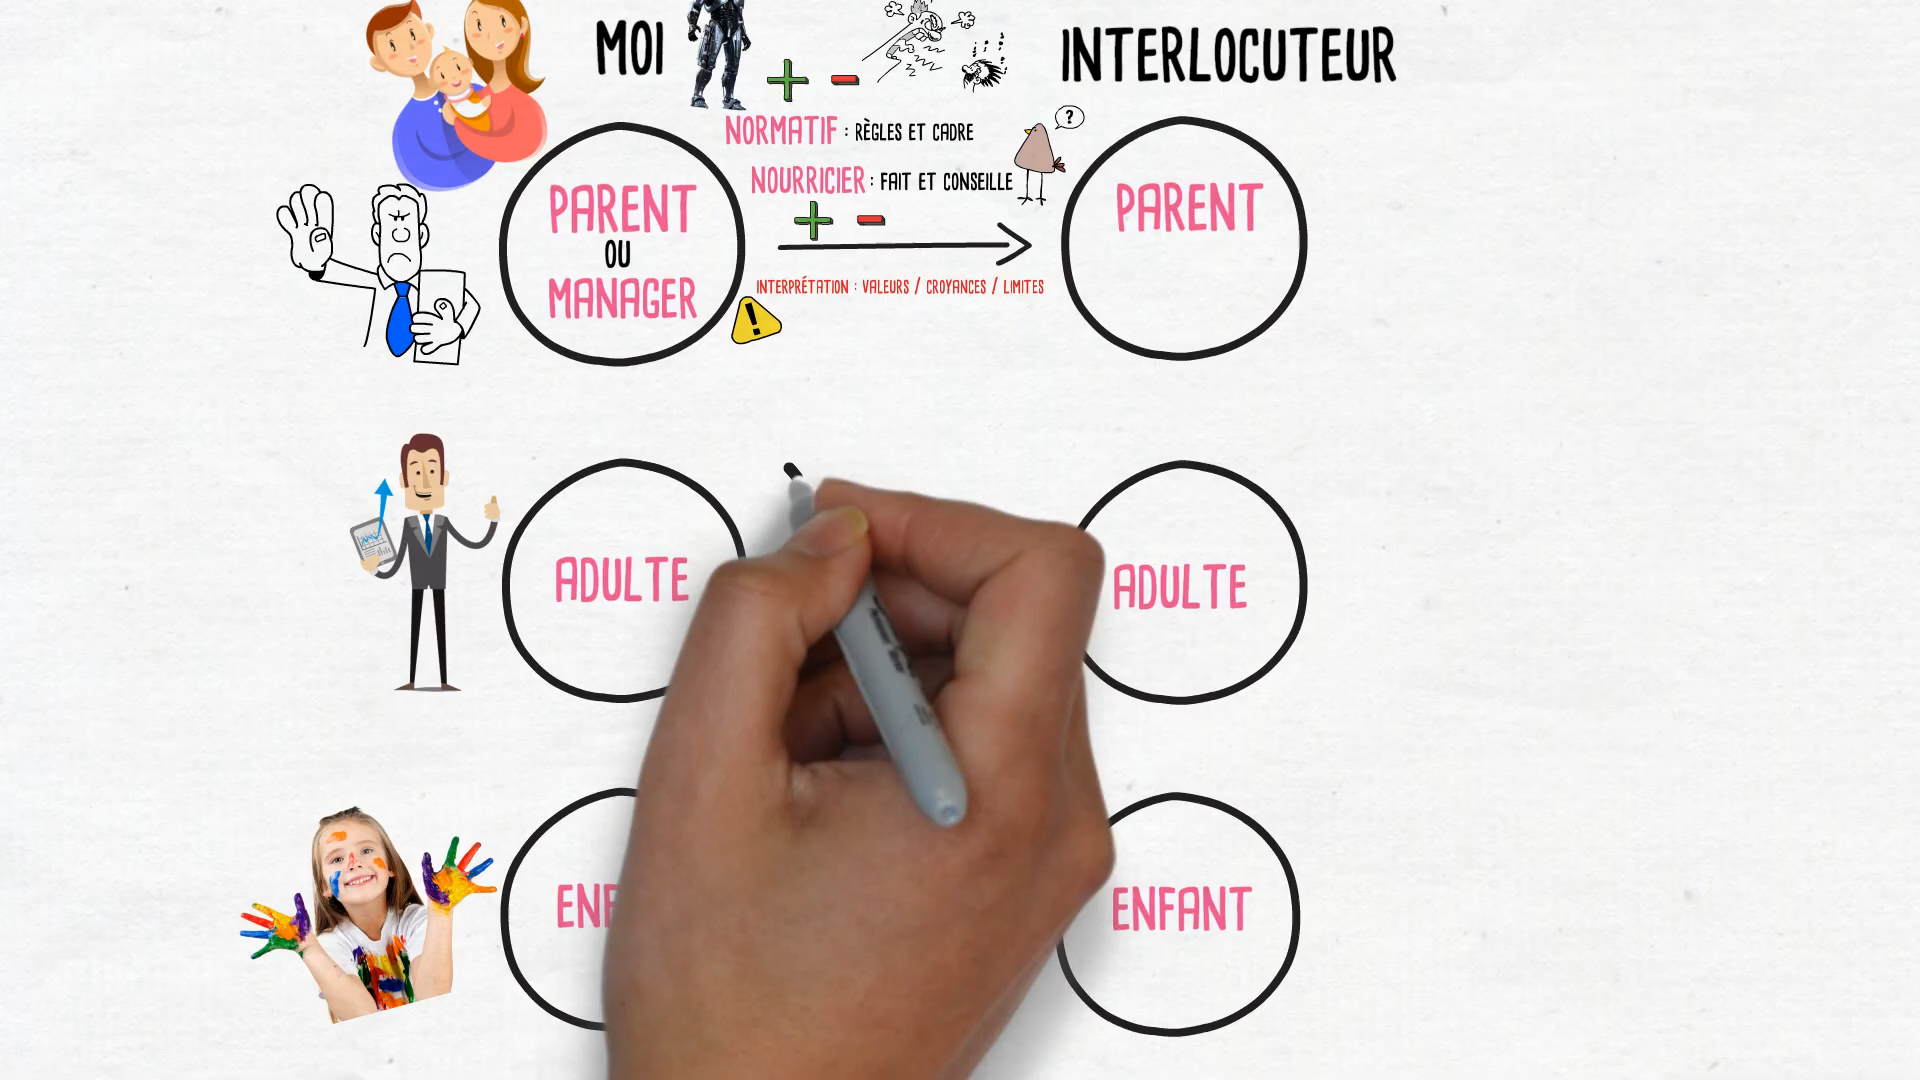 MOI
INTERLOCUTEUR
+ -
NORMATIF : RÈGLES ET CADRE
?
NOURRICIER : FAIT ET CONSEILLE
+ -
PARENT
OU
MANAGER
PARENT
INTERPRÉTATION : VALEURS / CROYANCES / LIMITES
!
ADULTE
ADULTE
ENF
ENFANT